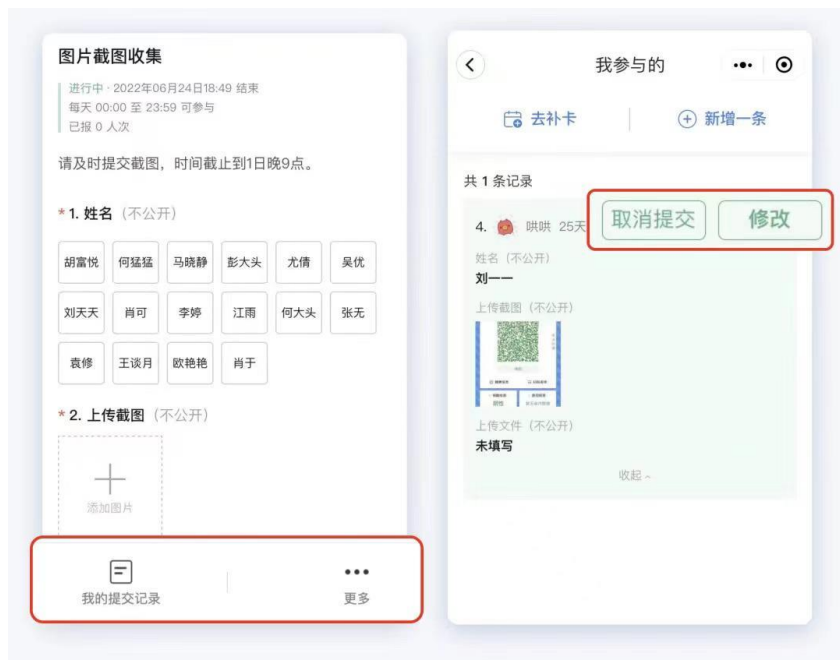 图片截图收集
进行中 · 2022年06月24日18:49 结束
每天 00:00 至 23:59 可参与
已报 0 人次
请及时提交截图，时间截止到1日晚9点。
* 1. 姓名（不公开）
胡富悦 何猛猛 马晓静 彭大头 尤倩 吴优
刘天天 肖可 李婷 江雨 何大头 张无
袁修 王谈月 欧艳艳 肖于
* 2. 上传截图（不公开）
添加图片
我的提交记录 更多
我参与的
去补卡 新增一条
共 1 条记录
4. 哄哄 25天 取消提交 修改
姓名（不公开）
刘一一
上传截图（不公开）
上传文件（不公开）
未填写
收起